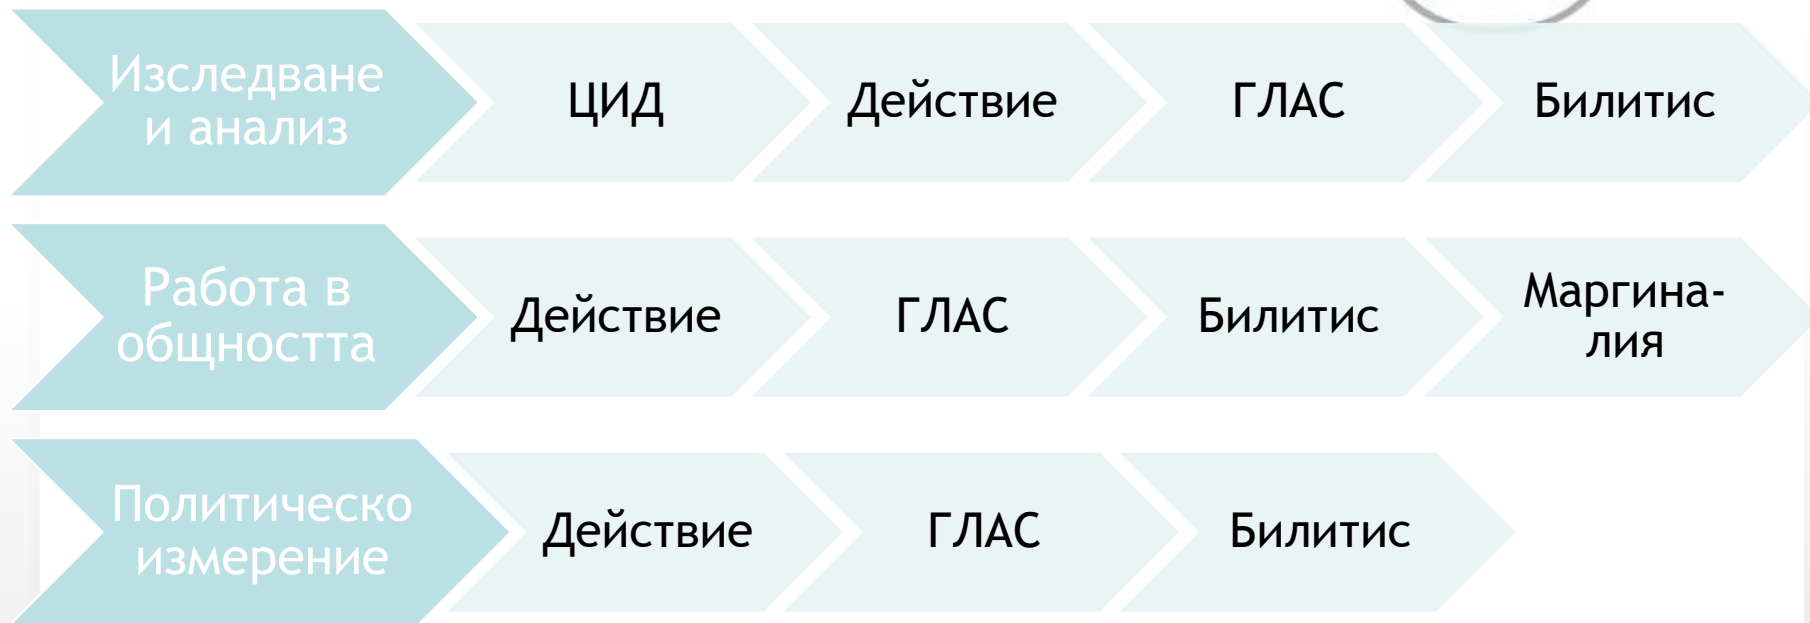 Изследване
и анализ
ЦИД
Действие
ГЛАС
Билитис
Работа в
общността
Действие
ГЛАС
Билитис
Маргина-
лия
Политическо
измерение
Действие
ГЛАС
Билитис